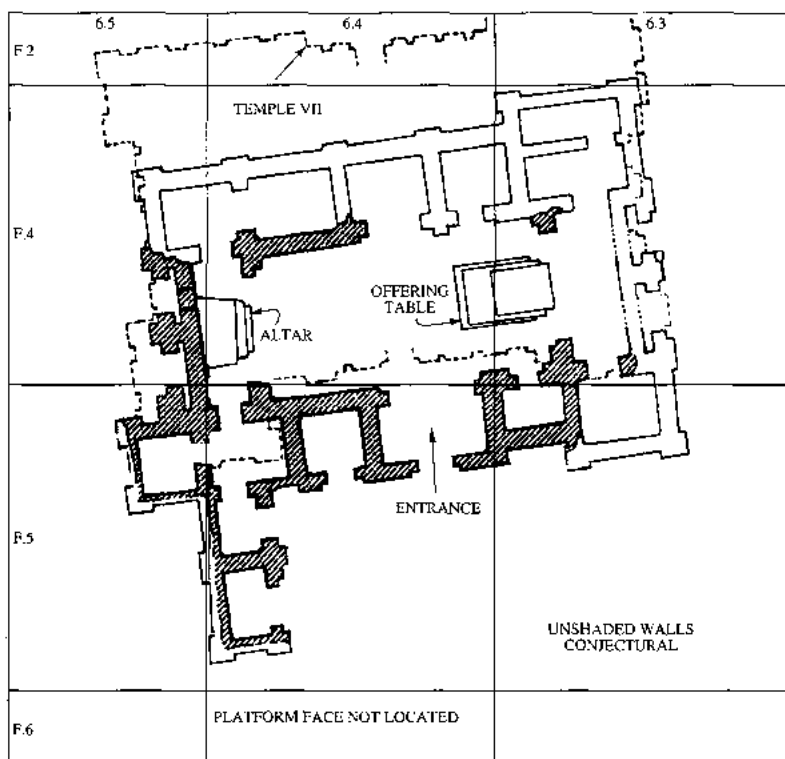 6.5
6.4
6.3
F.2
TEMPLE VII
F.4
OFFERING
TABLE
ALTAR
ENTRANCE
F.5
UNSHADED WALLS
CONJECTURAL
PLATFORM FACE NOT LOCATED
F.6